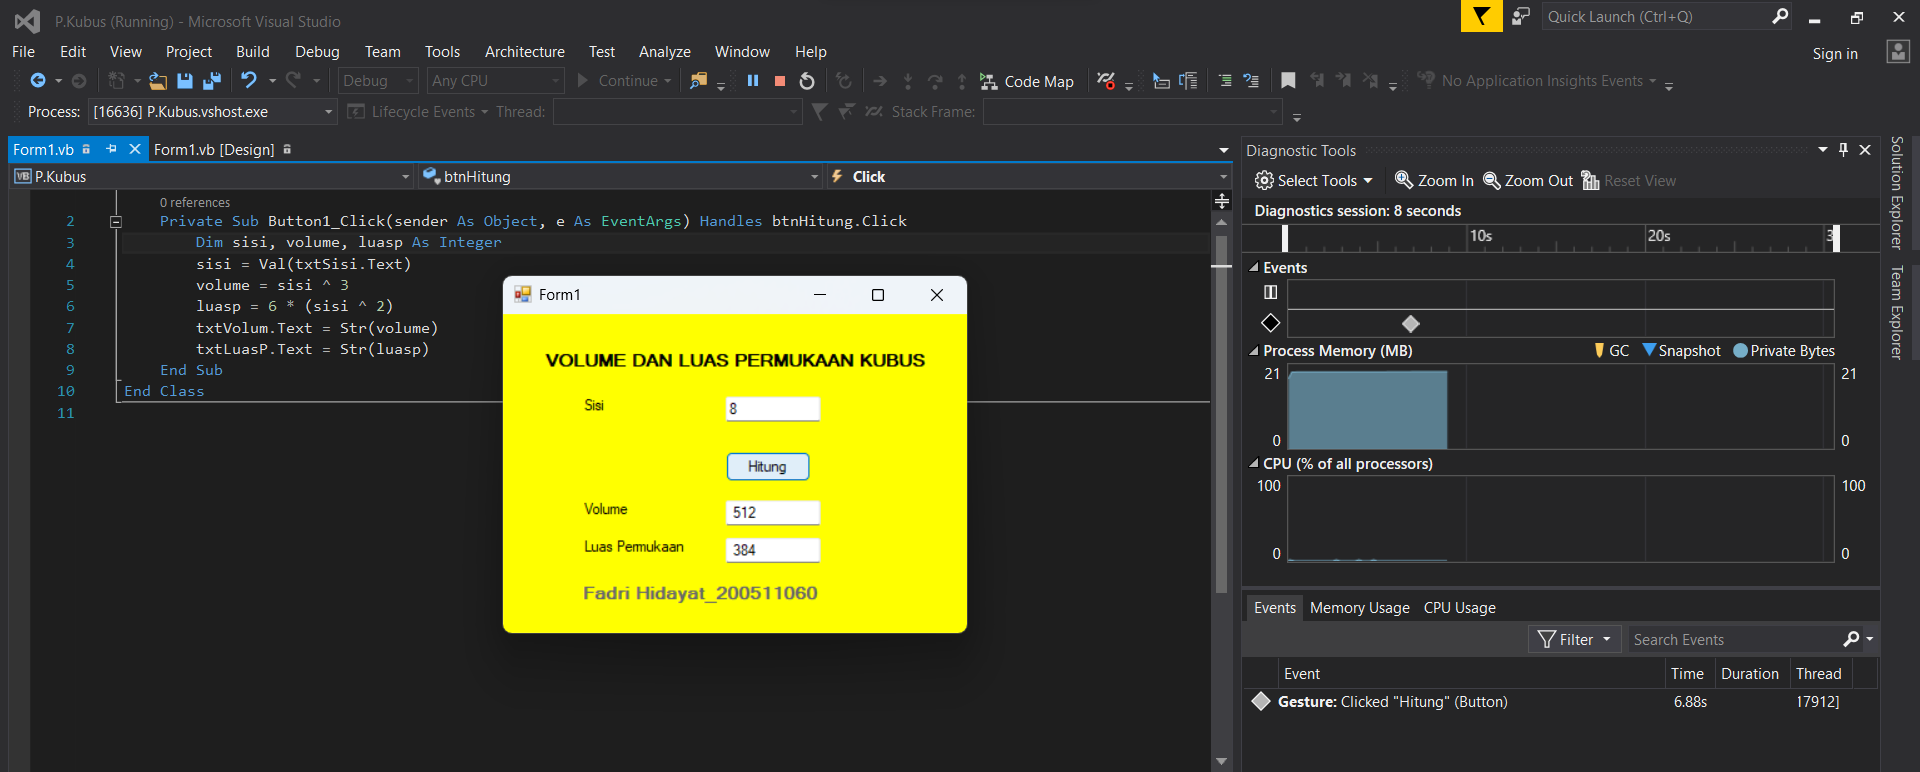 P.Kubus (Running) - Microsoft Visual Studio
Quick Launch (Ctrl+Q)
File Edit View Project Build Debug Team Tools Architecture Test Analyze Window Help
Sign in
Debug Any CPU Continue Code Map No Application Insights Events
Process: [16636] P.Kubus.vshost.exe Lifecycle Events Thread: Stack Frame:
Form1.vb Form1.vb [Design]
VB P.Kubus btnHitung Click
0 references
2 Private Sub Button1_Click(sender As Object, e As EventArgs) Handles btnHitung.Click
3 Dim sisi, volume, luasp As Integer
4 sisi = Val(txtSisi.Text)
5 volume = sisi ^ 3
6 luasp = 6 * (sisi ^ 2)
7 txtVolum.Text = Str(volume)
8 txtLuasP.Text = Str(luasp)
9 End Sub
10 End Class
11
Form1
VOLUME DAN LUAS PERMUKAAN KUBUS
Sisi 8
Hitung
Volume 512
Luas Permukaan 384
Fadri Hidayat_200511060
Diagnostic Tools
Select Tools Zoom In Zoom Out Reset View
Diagnostics session: 8 seconds
10s 20s 3
Events
Process Memory (MB) GC Snapshot Private Bytes
21 21
0 0
CPU (% of all processors)
100 100
0 0
Events Memory Usage CPU Usage
Filter Search Events
Event Time Duration Thread
Gesture: Clicked "Hitung" (Button) 6.88s 17912]
Solution Explorer
Team Explorer